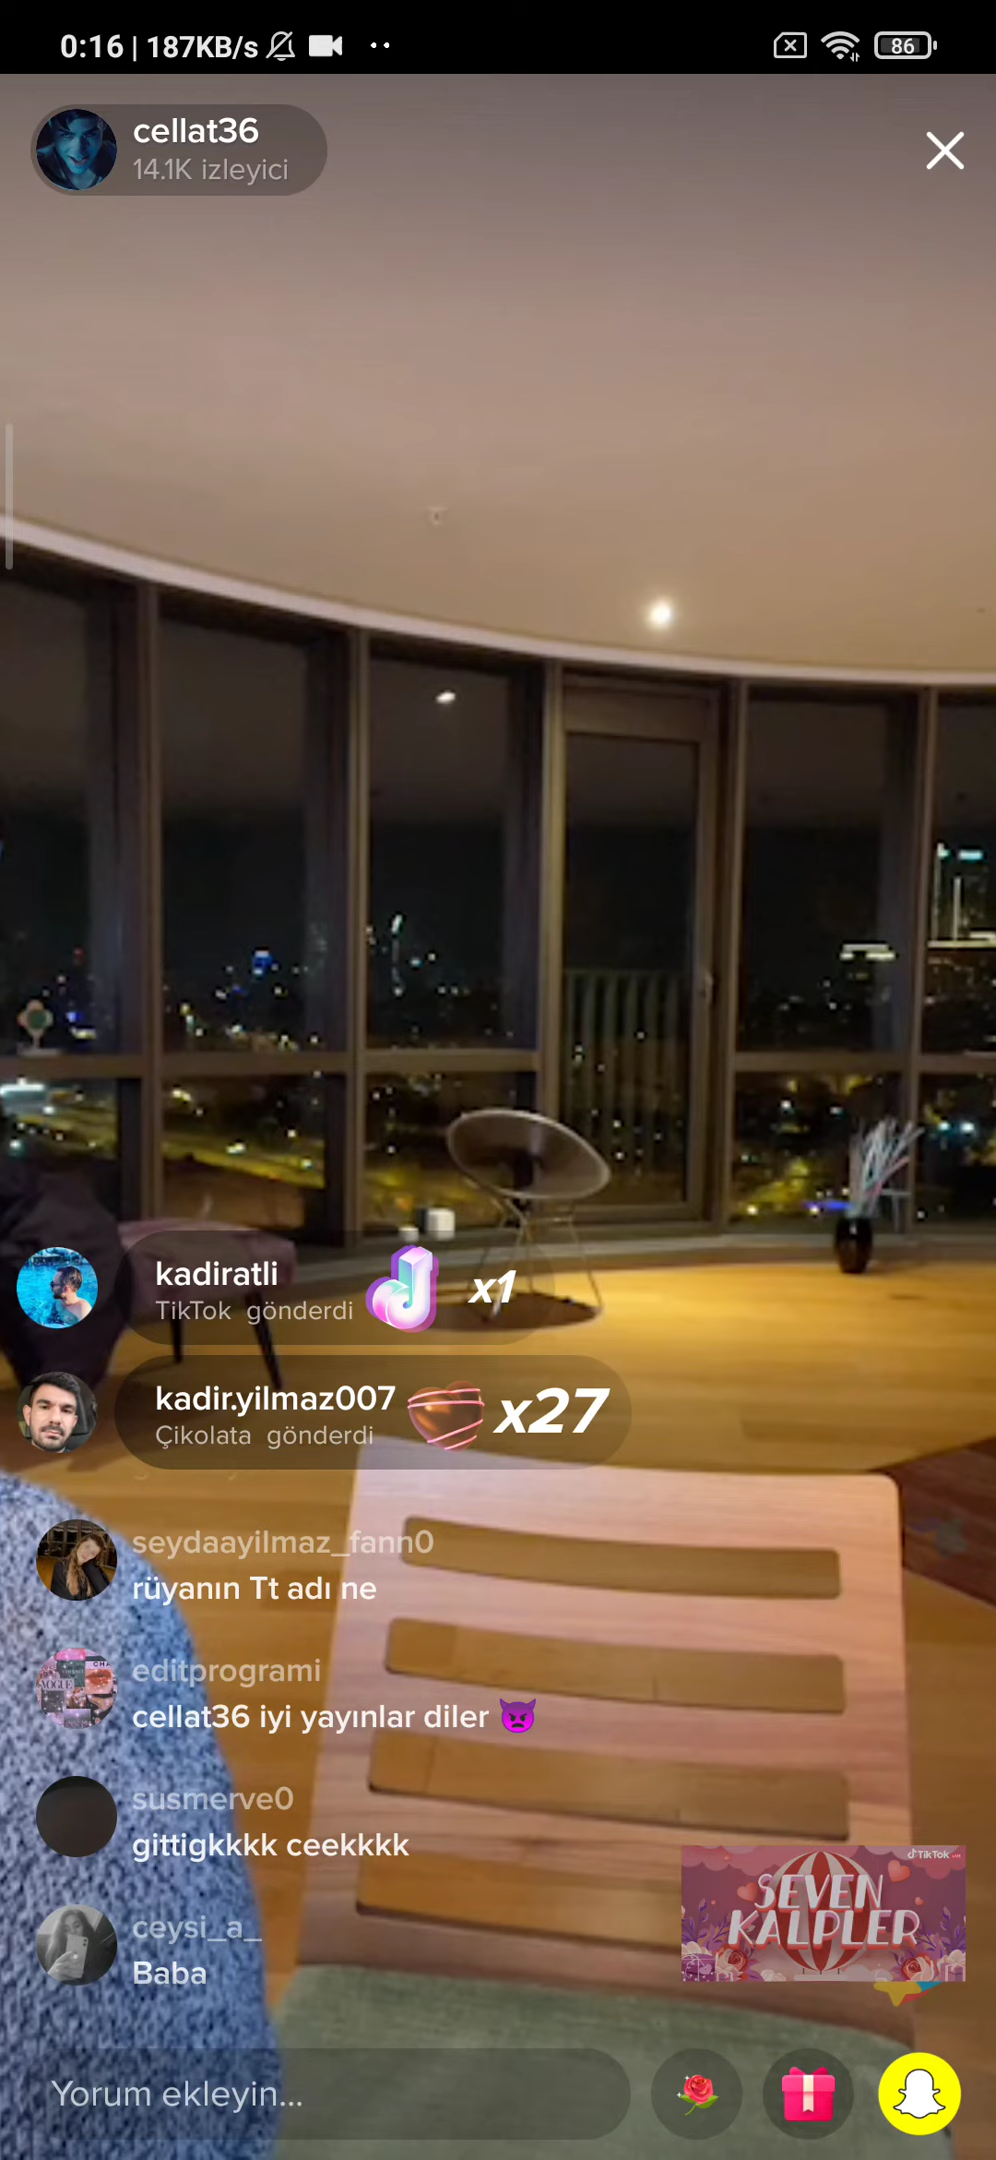 0:16 | 187KB/s
86
cellat36
14.1K izleyici
kadiratli
TikTok gönderdi
x1
kadir.yilmaz007
Çikolata gönderdi
x27
seydaayilmaz_fann0
rüyanın Tt adı ne
editprogrami
VOGUE
cellat36 iyi yayınlar diler
susmerve0
gittigkkkk ceekkkk
TikTok
SEVEN
KALPLER
ceysi_a_
Baba
Yorum ekleyin...